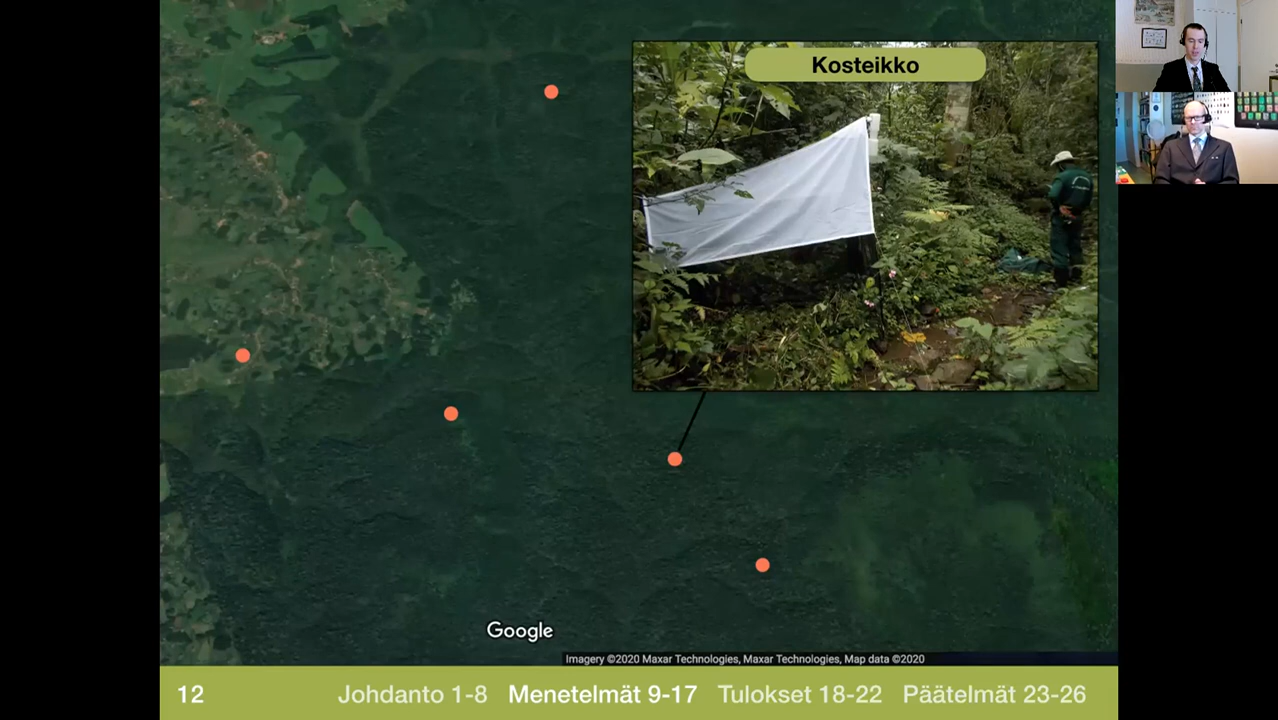 Kosteikko
Google
Imagery ©2020 Maxar Technologies, Maxar Technologies, Map data ©2020
12 Johdanto 1-8 Menetelmät 9-17 Tulokset 18-22 Päätelmät 23-26